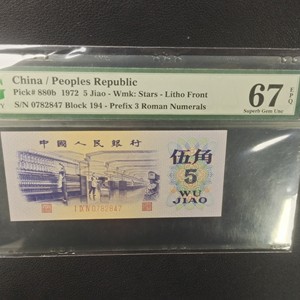 China / Peoples Republic
Pick# 880b 1972 5 Jiao - Wmk: Stars - Litho Front
S/N 0782847 Block 194 - Prefix 3 Roman Numerals
67 EPQ
Superb Gem Unc
中国人民银行
伍角
5
WU
JIAO
0782847